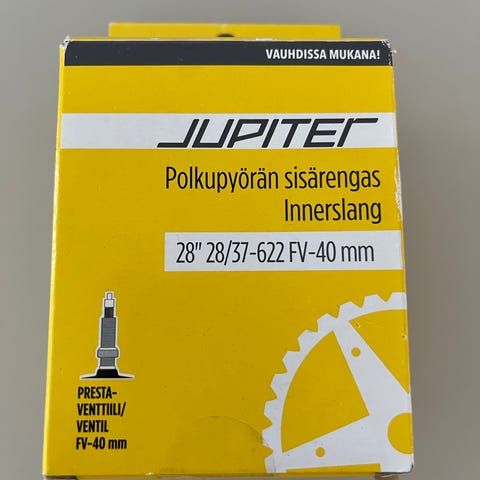 VAUHDISSA MUKANA!
JUPITER
Polkupyörän sisärengas
Innerslang
28" 28/37-622 FV-40 mm
PRESTA-
VENTTIILI/
VENTIL
FV-40 mm